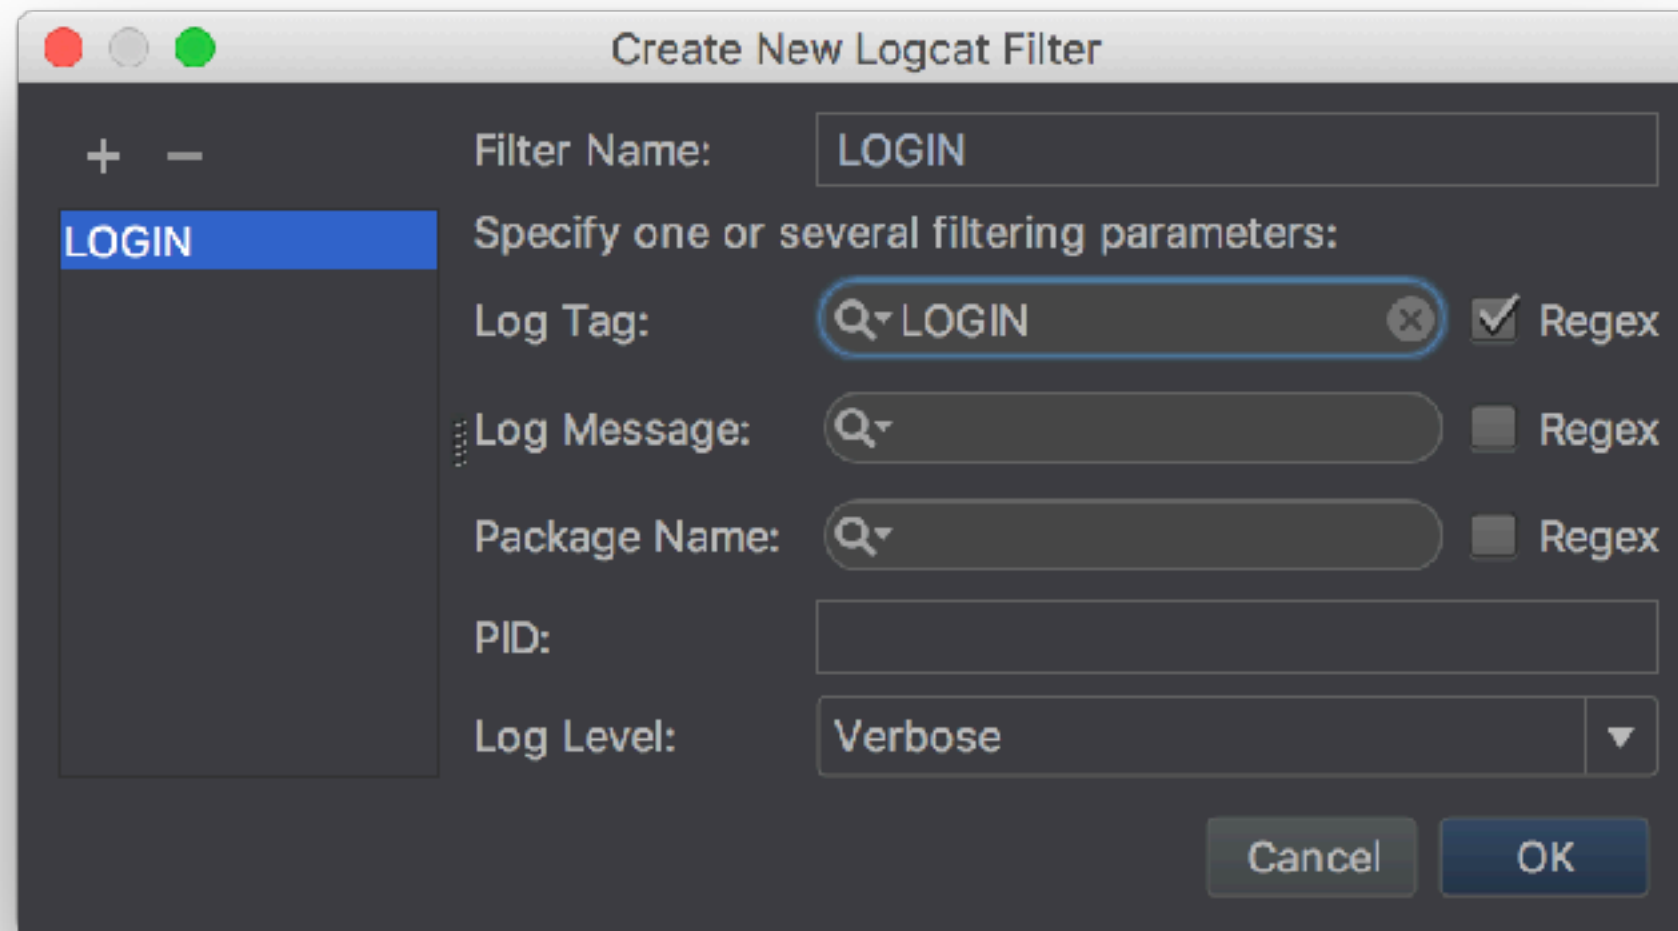 Create New Logcat Filter
+ −
LOGIN
Filter Name: LOGIN
Specify one or several filtering parameters:
Log Tag: LOGIN Regex
Log Message: Regex
Package Name: Regex
PID:
Log Level: Verbose
Cancel OK